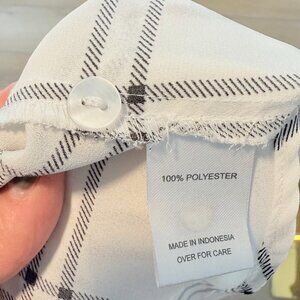 100% POLYESTER
MADE IN INDONESIA
OVER FOR CARE